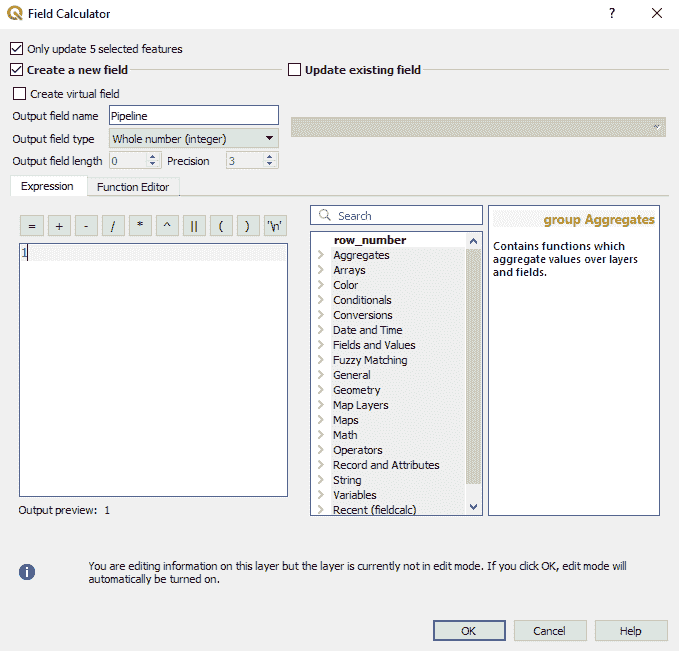 Field Calculator
? ×
Only update 5 selected features
Create a new field
Update existing field
Create virtual field
Output field name Pipeline
Output field type Whole number (integer)
Output field length 0 Precision 3
Expression Function Editor
= + - / * ^ || ( ) '\n'
1
Output preview: 1
Search
row_number
Aggregates
Arrays
Color
Conditionals
Conversions
Date and Time
Fields and Values
Fuzzy Matching
General
Geometry
Map Layers
Maps
Math
Operators
Record and Attributes
String
Variables
Recent (fieldcalc)
group Aggregates
Contains functions which
aggregate values over layers
and fields.
You are editing information on this layer but the layer is currently not in edit mode. If you click OK, edit mode will
automatically be turned on.
OK Cancel Help